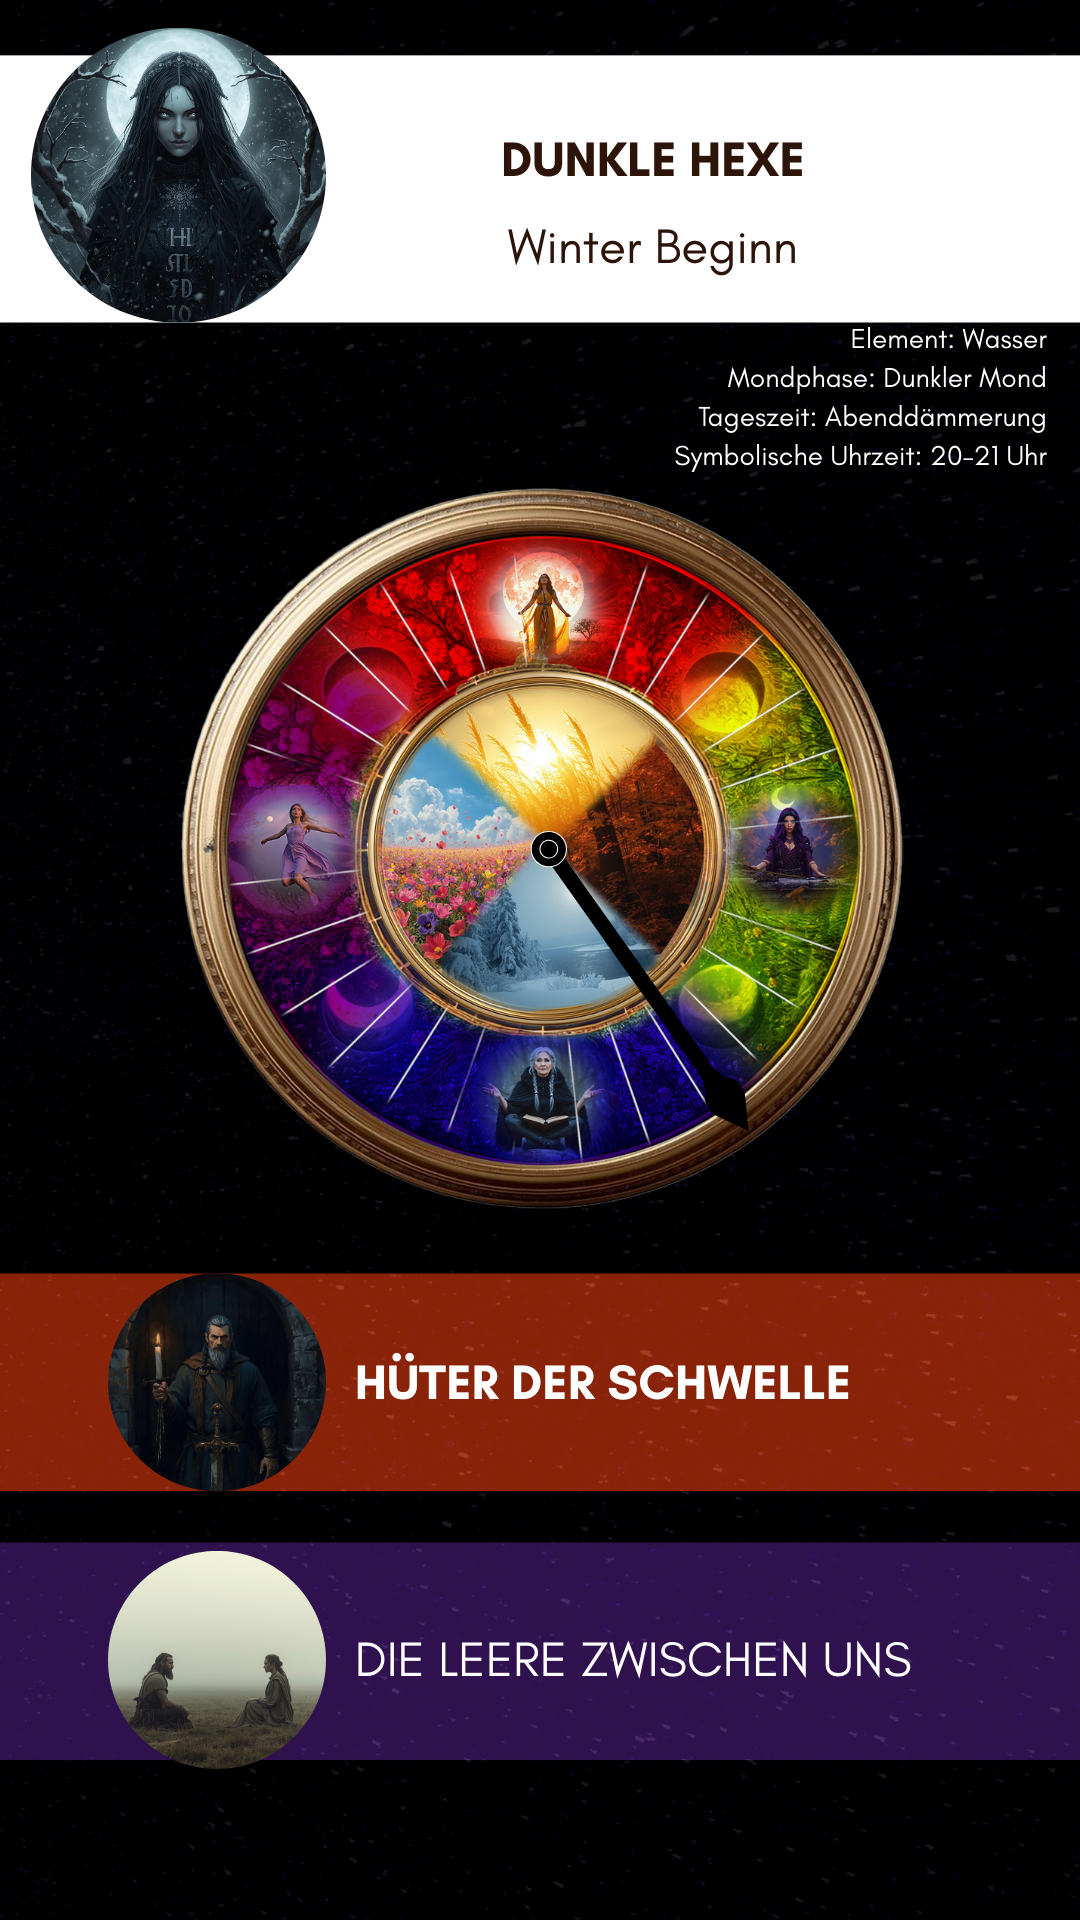 DUNKLE HEXE
Winter Beginn
Element: Wasser
Mondphase: Dunkler Mond
Tageszeit: Abenddämmerung
Symbolische Uhrzeit: 20-21 Uhr
HÜTER DER SCHWELLE
DIE LEERE ZWISCHEN UNS